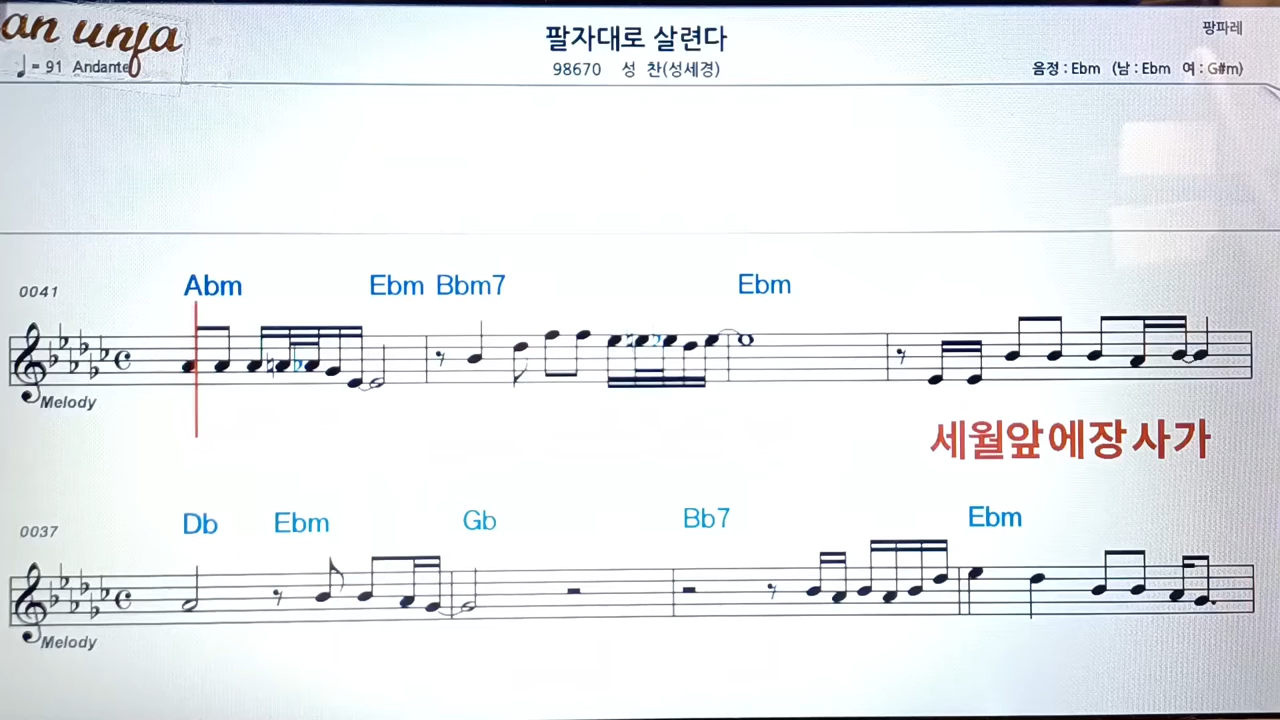 an unfa
♩= 91 Andante
팔자대로 살련다
98670 성 찬(성세경)
팡파레
음정 : Ebm (남 : Ebm 여 : G#m)
0041
Abm Ebm Bbm7 Ebm
Melody
세월앞에장사가
0037
Db Ebm Gb Bb7 Ebm
Melody